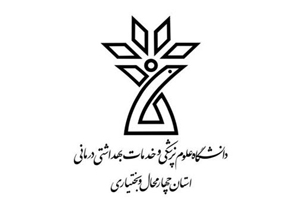 دانشگاه علوم پزشکی و خدمات بهداشتی درمانی
استان چهارمحال و بختیاری